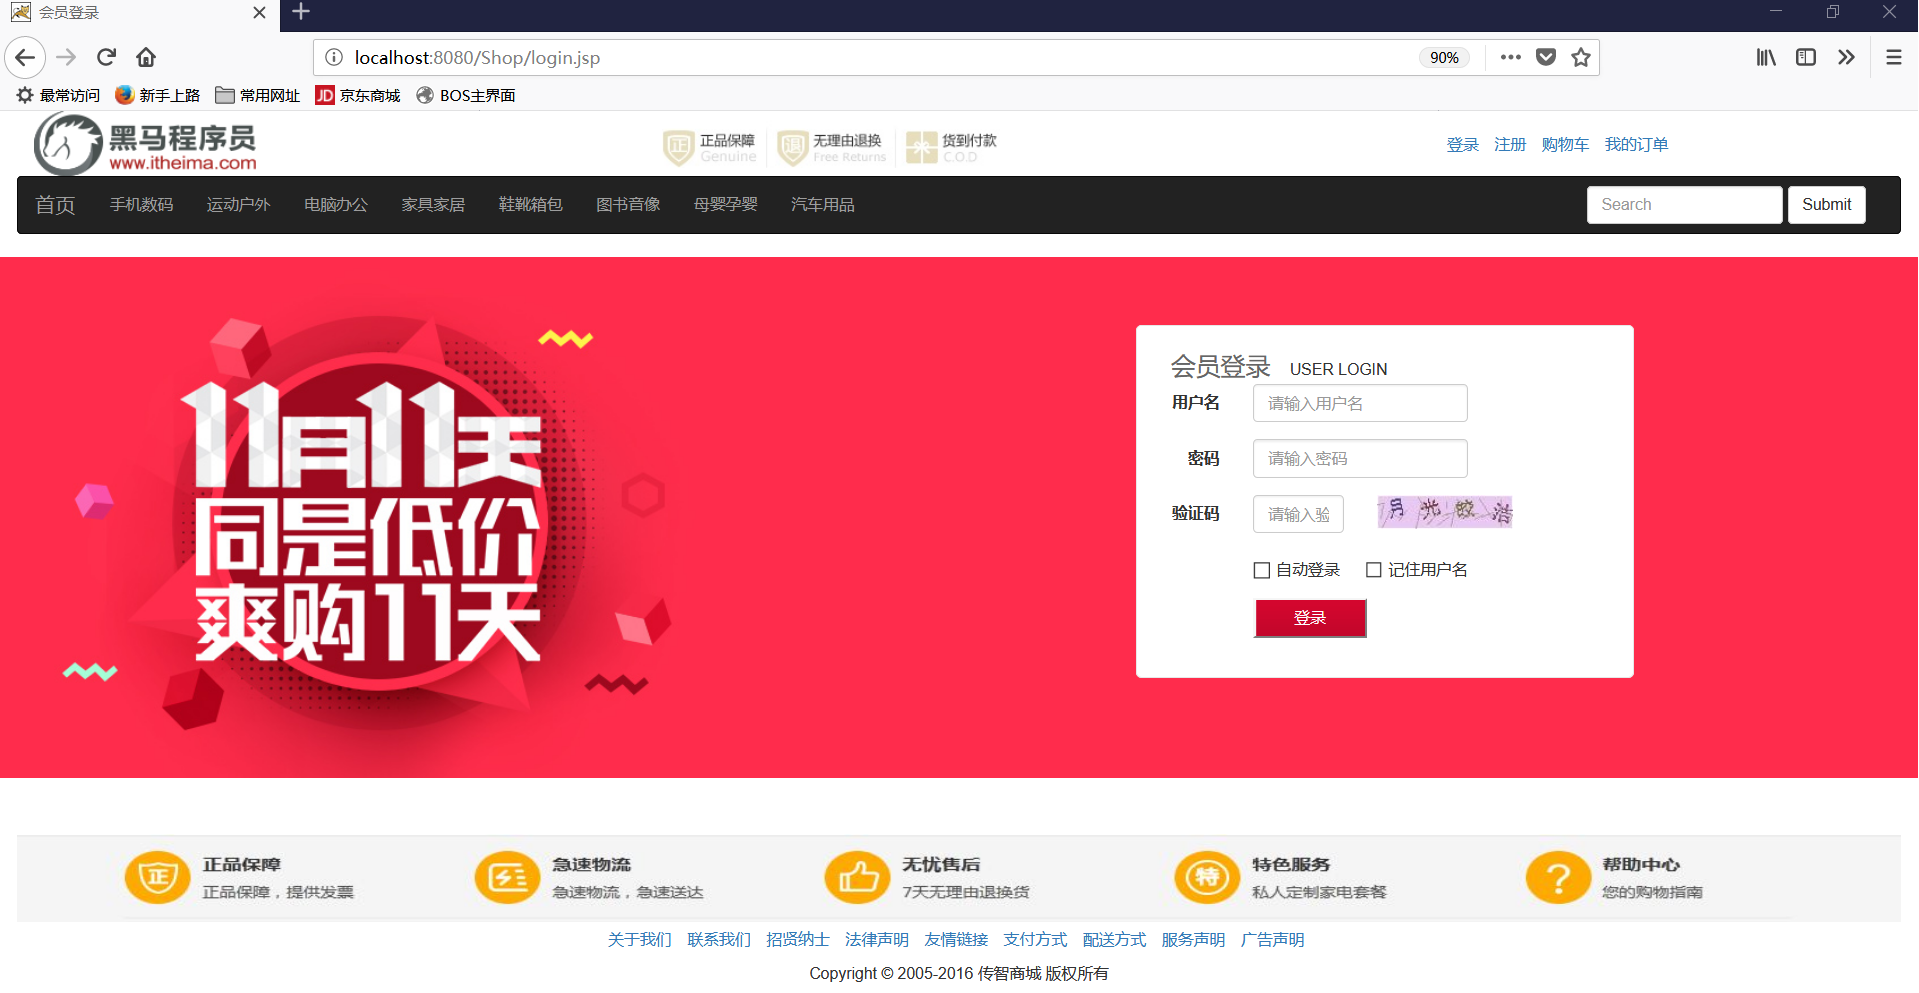 会员登录
localhost:8080/Shop/login.jsp
90%
最常访问 新手上路 常用网址 JD 京东商城 BOS主界面
黑马程序员
www.itheima.com
正 正品保障
Genuine
退 无理由退换
Free Returns
货到付款
C.O.D
登录 注册 购物车 我的订单
首页 手机数码 运动户外 电脑办公 家具家居 鞋靴箱包 图书音像 母婴孕婴 汽车用品 Search Submit
11月11天
同是低价
爽购11天
会员登录 USER LOGIN
用户名 请输入用户名
密码 请输入密码
验证码 请输入验 月光皎洁
自动登录 记住用户名
登录
正 正品保障
正品保障，提供发票
急速物流
急速物流，急速送达
无忧售后
7天无理由退换货
特 特色服务
私人定制家电套餐
? 帮助中心
您的购物指南
关于我们 联系我们 招贤纳士 法律声明 友情链接 支付方式 配送方式 服务声明 广告声明
Copyright © 2005-2016 传智商城 版权所有